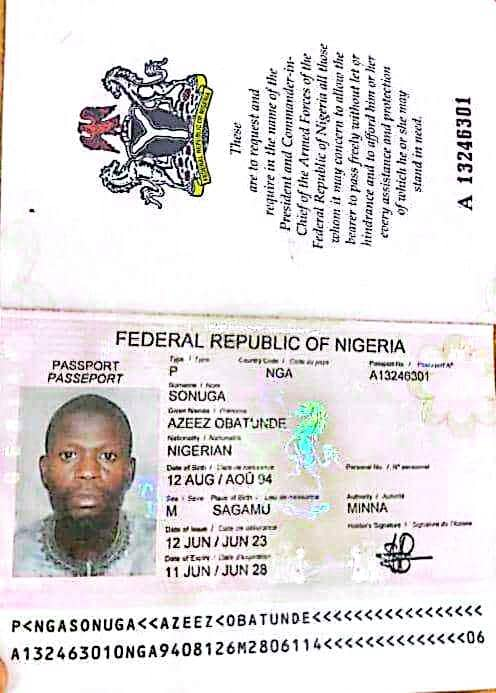 FEDERAL REPUBLIC OF NIGERIA
These
are to request and
require in the name of the
President and Commander-in-
Chief of the Armed Forces of the
Federal Republic of Nigeria all those
whom it may concern to allow the
bearer to pass freely without let or
hindrance and to afford him or her
every assistance and protection
of which he or she may
stand in need.
A 13246301
FEDERAL REPUBLIC OF NIGERIA
PASSPORT
PASSEPORT
Type / Type
Country Code / Code du pays
Passport No / Passeport N°
P
NGA
A13246301
Surname / Nom
SONUGA
Given Names / Prénoms
AZEEZ OBATUNDE
Nationality / Nationalité
NIGERIAN
Date of Birth / Date de naissance
Personal No. / N° personnel
12 AUG / AOÛ 94
Sex / Sexe Place of Birth / Lieu de naissance
Authority / Autorité
M SAGAMU
MINNA
Date of Issue / Date de délivrance
Holder's Signature / Signature du titulaire
12 JUN / JUN 23
Date of Expiry / Date d'expiration
11 JUN / JUN 28
P<NGASONUGA<<AZEEZ<OBATUNDE<<<<<<<<<<<<<<<<<
A132463010NGA9408126M2806114<<<<<<<<<<<<<<06